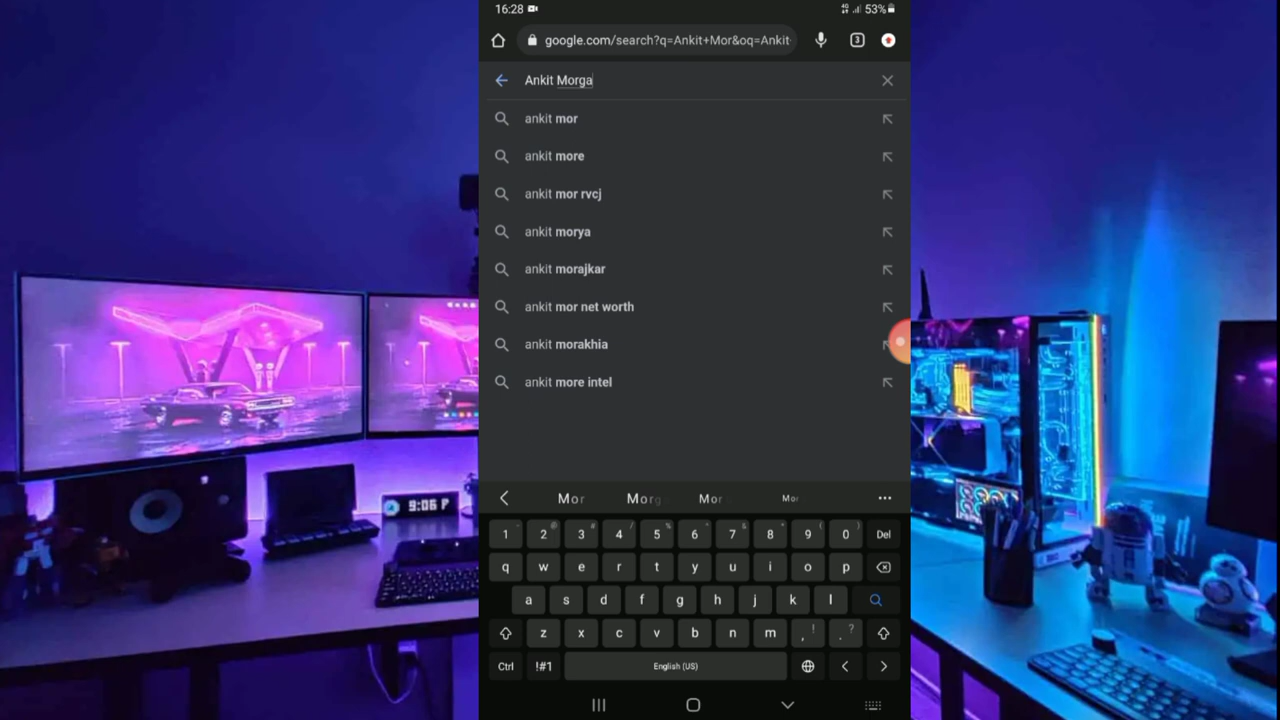 16:28
4G 53%
google.com/search?q=Ankit+Mor&oq=Ankit
3
Ankit Morga
ankit mor
ankit more
ankit mor rvcj
ankit morya
ankit morajkar
ankit mor net worth
ankit morakhia
ankit more intel
Mor Morg Mor Mor
1 2 3 4 5 6 7 8 9 0 Del
q w e r t y u i o p
a s d f g h j k l
z x c v b n m , ! . ?
Ctrl !#1 English (US)
9:06 P